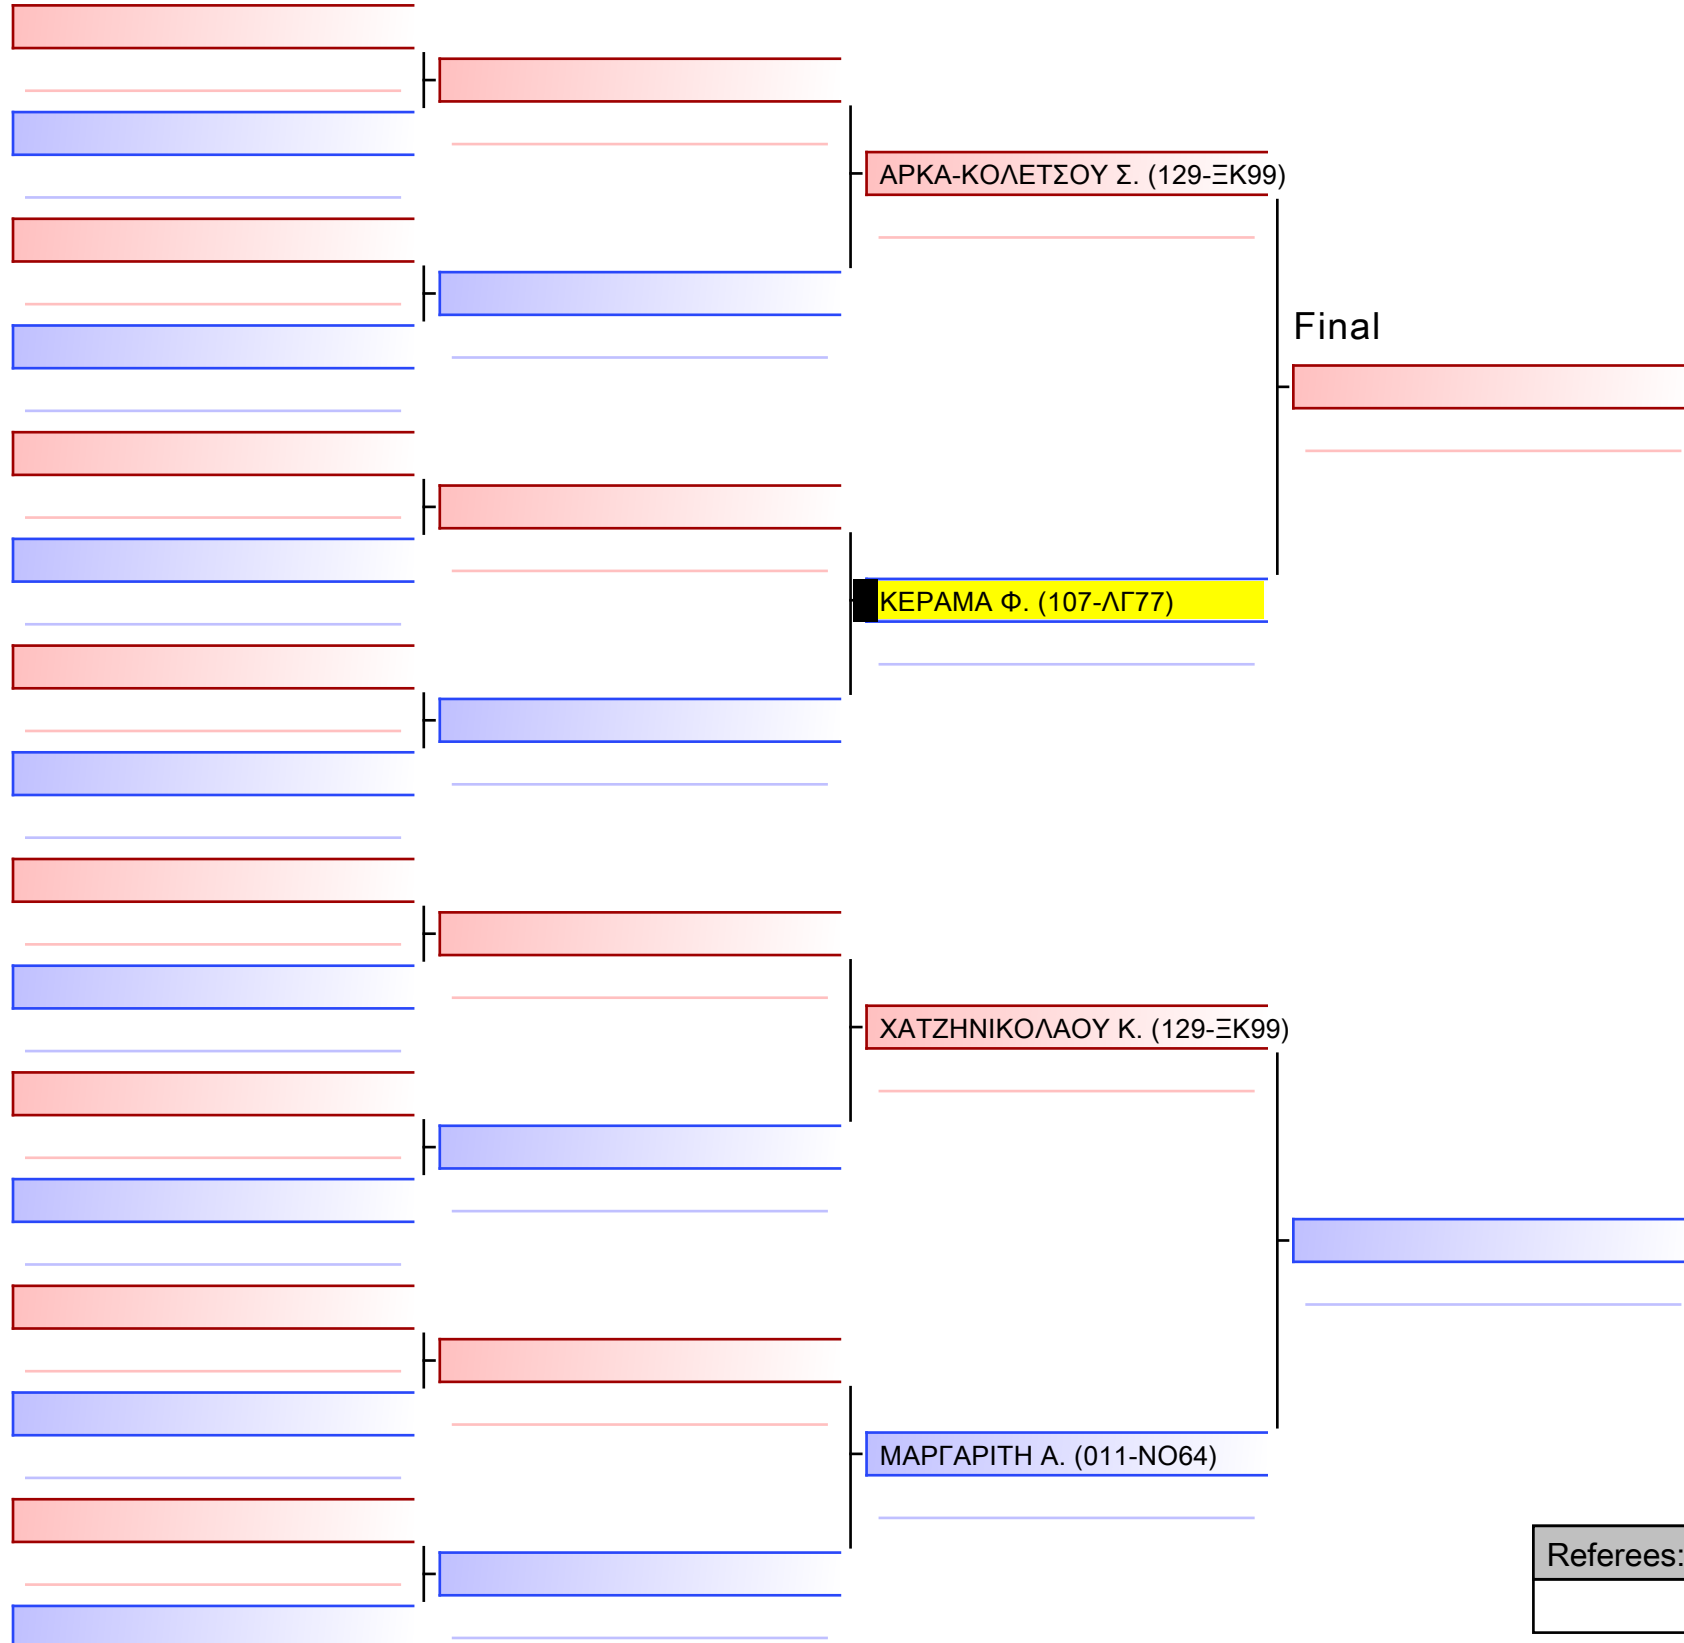 ΑΡΚΑ-ΚΟΛΕΤΣΟΥ Σ. (129-ΞΚ99)
Final
ΚΕΡΑΜΑ Φ. (107-ΛΓ77)
ΧΑΤΖΗΝΙΚΟΛΑΟΥ Κ. (129-ΞΚ99)
ΜΑΡΓΑΡΙΤΗ Α. (011-ΝΟ64)
Referees: